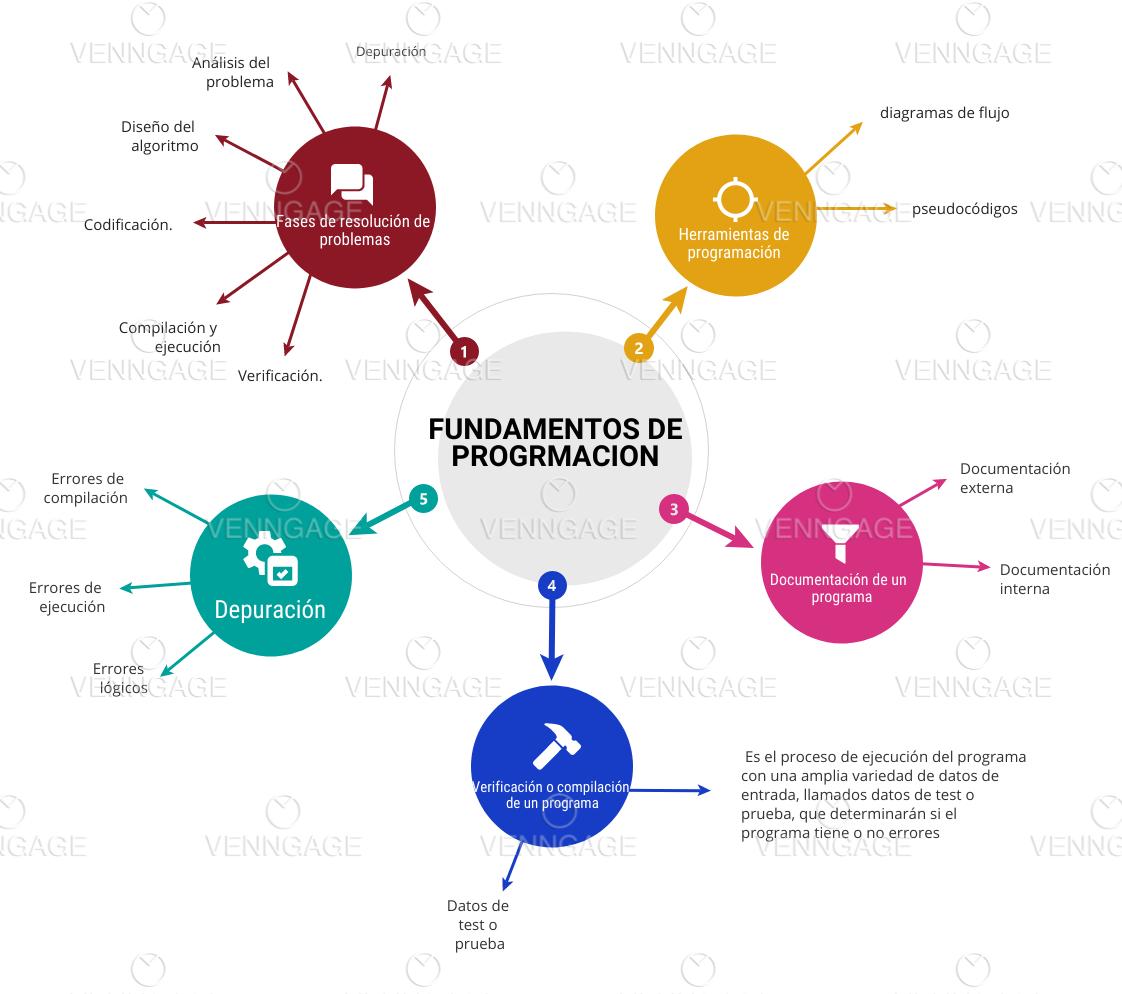 FUNDAMENTOS DE
PROGRMACION
1
Fases de resolución de
problemas
Depuración
Análisis del
problema
Diseño del
algoritmo
Codificación.
Compilación y
ejecución
Verificación.
2
Herramientas de
programación
diagramas de flujo
pseudocódigos
3
Documentación de un
programa
Documentación
externa
Documentación
interna
4
Verificación o compilación
de un programa
Es el proceso de ejecución del programa
con una amplia variedad de datos de
entrada, llamados datos de test o
prueba, que determinarán si el
programa tiene o no errores
Datos de
test o
prueba
5
Depuración
Errores de
compilación
Errores de
ejecución
Errores
lógicos
VENNGAGE